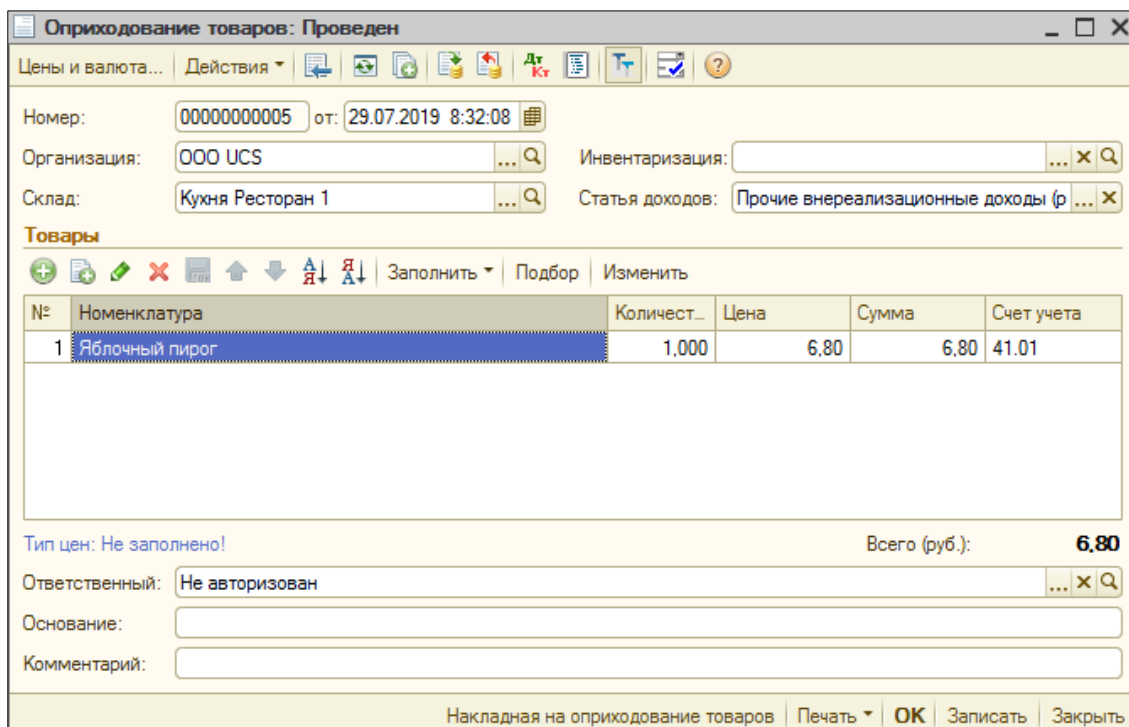 Оприходование товаров: Проведен
Цены и валюта... Действия
Номер: 00000000005 от: 29.07.2019 8:32:08
Организация: ООО UCS ... Инвентаризация: ...
Склад: Кухня Ресторан 1 ... Статья доходов: Прочие внереализационные доходы (р ...
Товары
Заполнить Подбор Изменить
№ Номенклатура Количест... Цена Сумма Счет учета
1 Яблочный пирог 1,000 6,80 6,80 41.01
Тип цен: Не заполнено! Всего (руб.): 6,80
Ответственный: Не авторизован ...
Основание:
Комментарий:
Накладная на оприходование товаров Печать OK Записать Закрыть